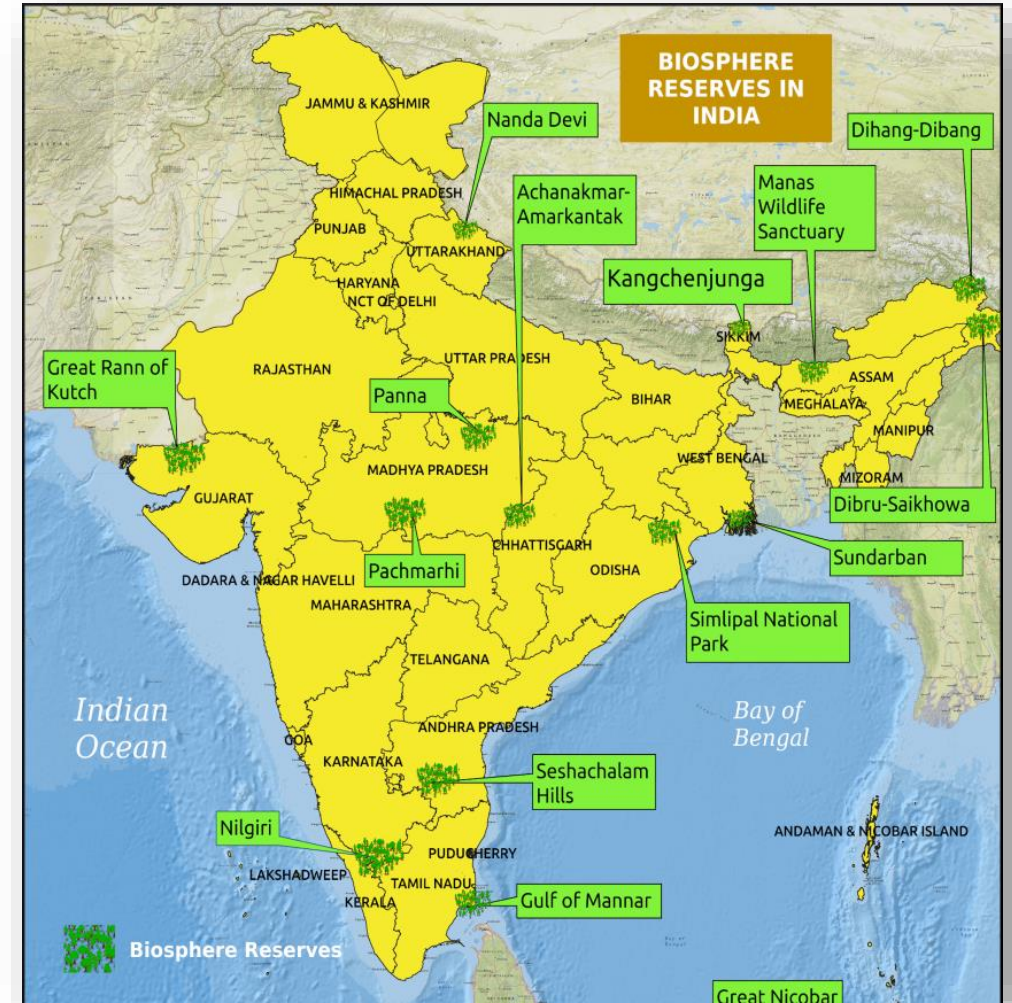 BIOSPHERE
RESERVES IN
INDIA
JAMMU & KASHMIR
Nanda Devi
Dihang-Dibang
HIMACHAL PRADESH
Achanakmar-
Amarkantak
Manas
Wildlife
Sanctuary
PUNJAB
UTTARAKHAND
HARYANA
NCT OF DELHI
Kangchenjunga
SIKKIM
Great Rann of
Kutch
RAJASTHAN
UTTAR PRADESH
ASSAM
Panna
BIHAR
MEGHALAYA
MANIPUR
MADHYA PRADESH
WEST BENGAL
MIZORAM
GUJARAT
Dibru-Saikhowa
CHHATTISGARH
Sundarban
Pachmarhi
ODISHA
DADARA & NAGAR HAVELLI
MAHARASHTRA
Simlipal National
Park
TELANGANA
Indian
Ocean
Bay of
Bengal
ANDHRA PRADESH
GOA
KARNATAKA
Seshachalam
Hills
Nilgiri
ANDAMAN & NICOBAR ISLAND
PUDUCHERRY
LAKSHADWEEP
TAMIL NADU
KERALA
Gulf of Mannar
Biosphere Reserves
Great Nicobar